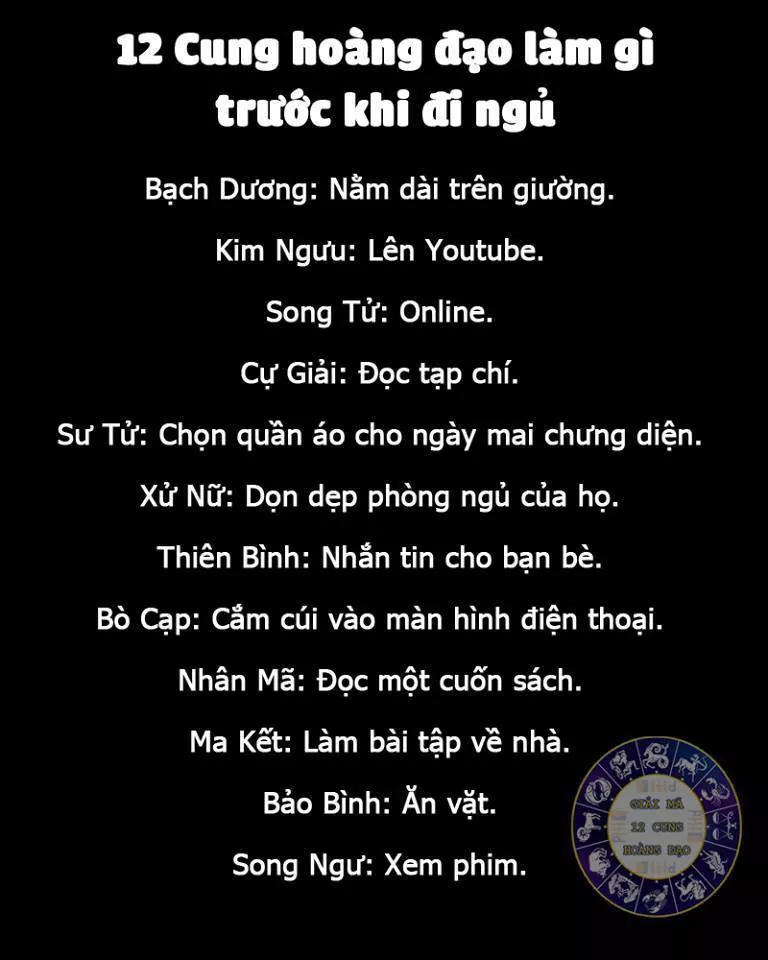 12 Cung hoàng đạo làm gì
trước khi đi ngủ
Bạch Dương: Nằm dài trên giường.
Kim Ngưu: Lên Youtube.
Song Tử: Online.
Cự Giải: Đọc tạp chí.
Sư Tử: Chọn quần áo cho ngày mai chưng diện.
Xử Nữ: Dọn dẹp phòng ngủ của họ.
Thiên Bình: Nhắn tin cho bạn bè.
Bò Cạp: Cắm cúi vào màn hình điện thoại.
Nhân Mã: Đọc một cuốn sách.
Ma Kết: Làm bài tập về nhà.
Bảo Bình: Ăn vặt.
Song Ngư: Xem phim.
GIẢI MÃ
12 CUNG
HOÀNG ĐẠO